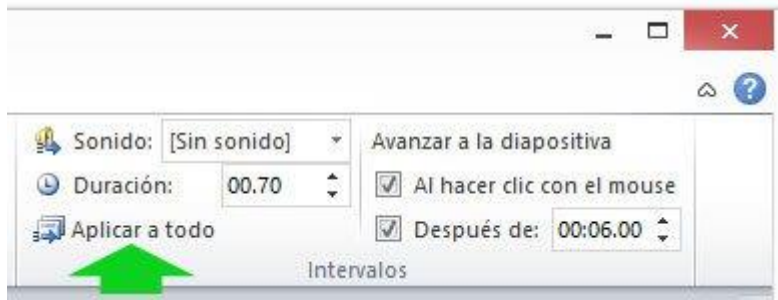 Sonido: [Sin sonido]
Duración: 00.70
Aplicar a todo
Avanzar a la diapositiva
Al hacer clic con el mouse
Después de: 00:06.00
Intervalos